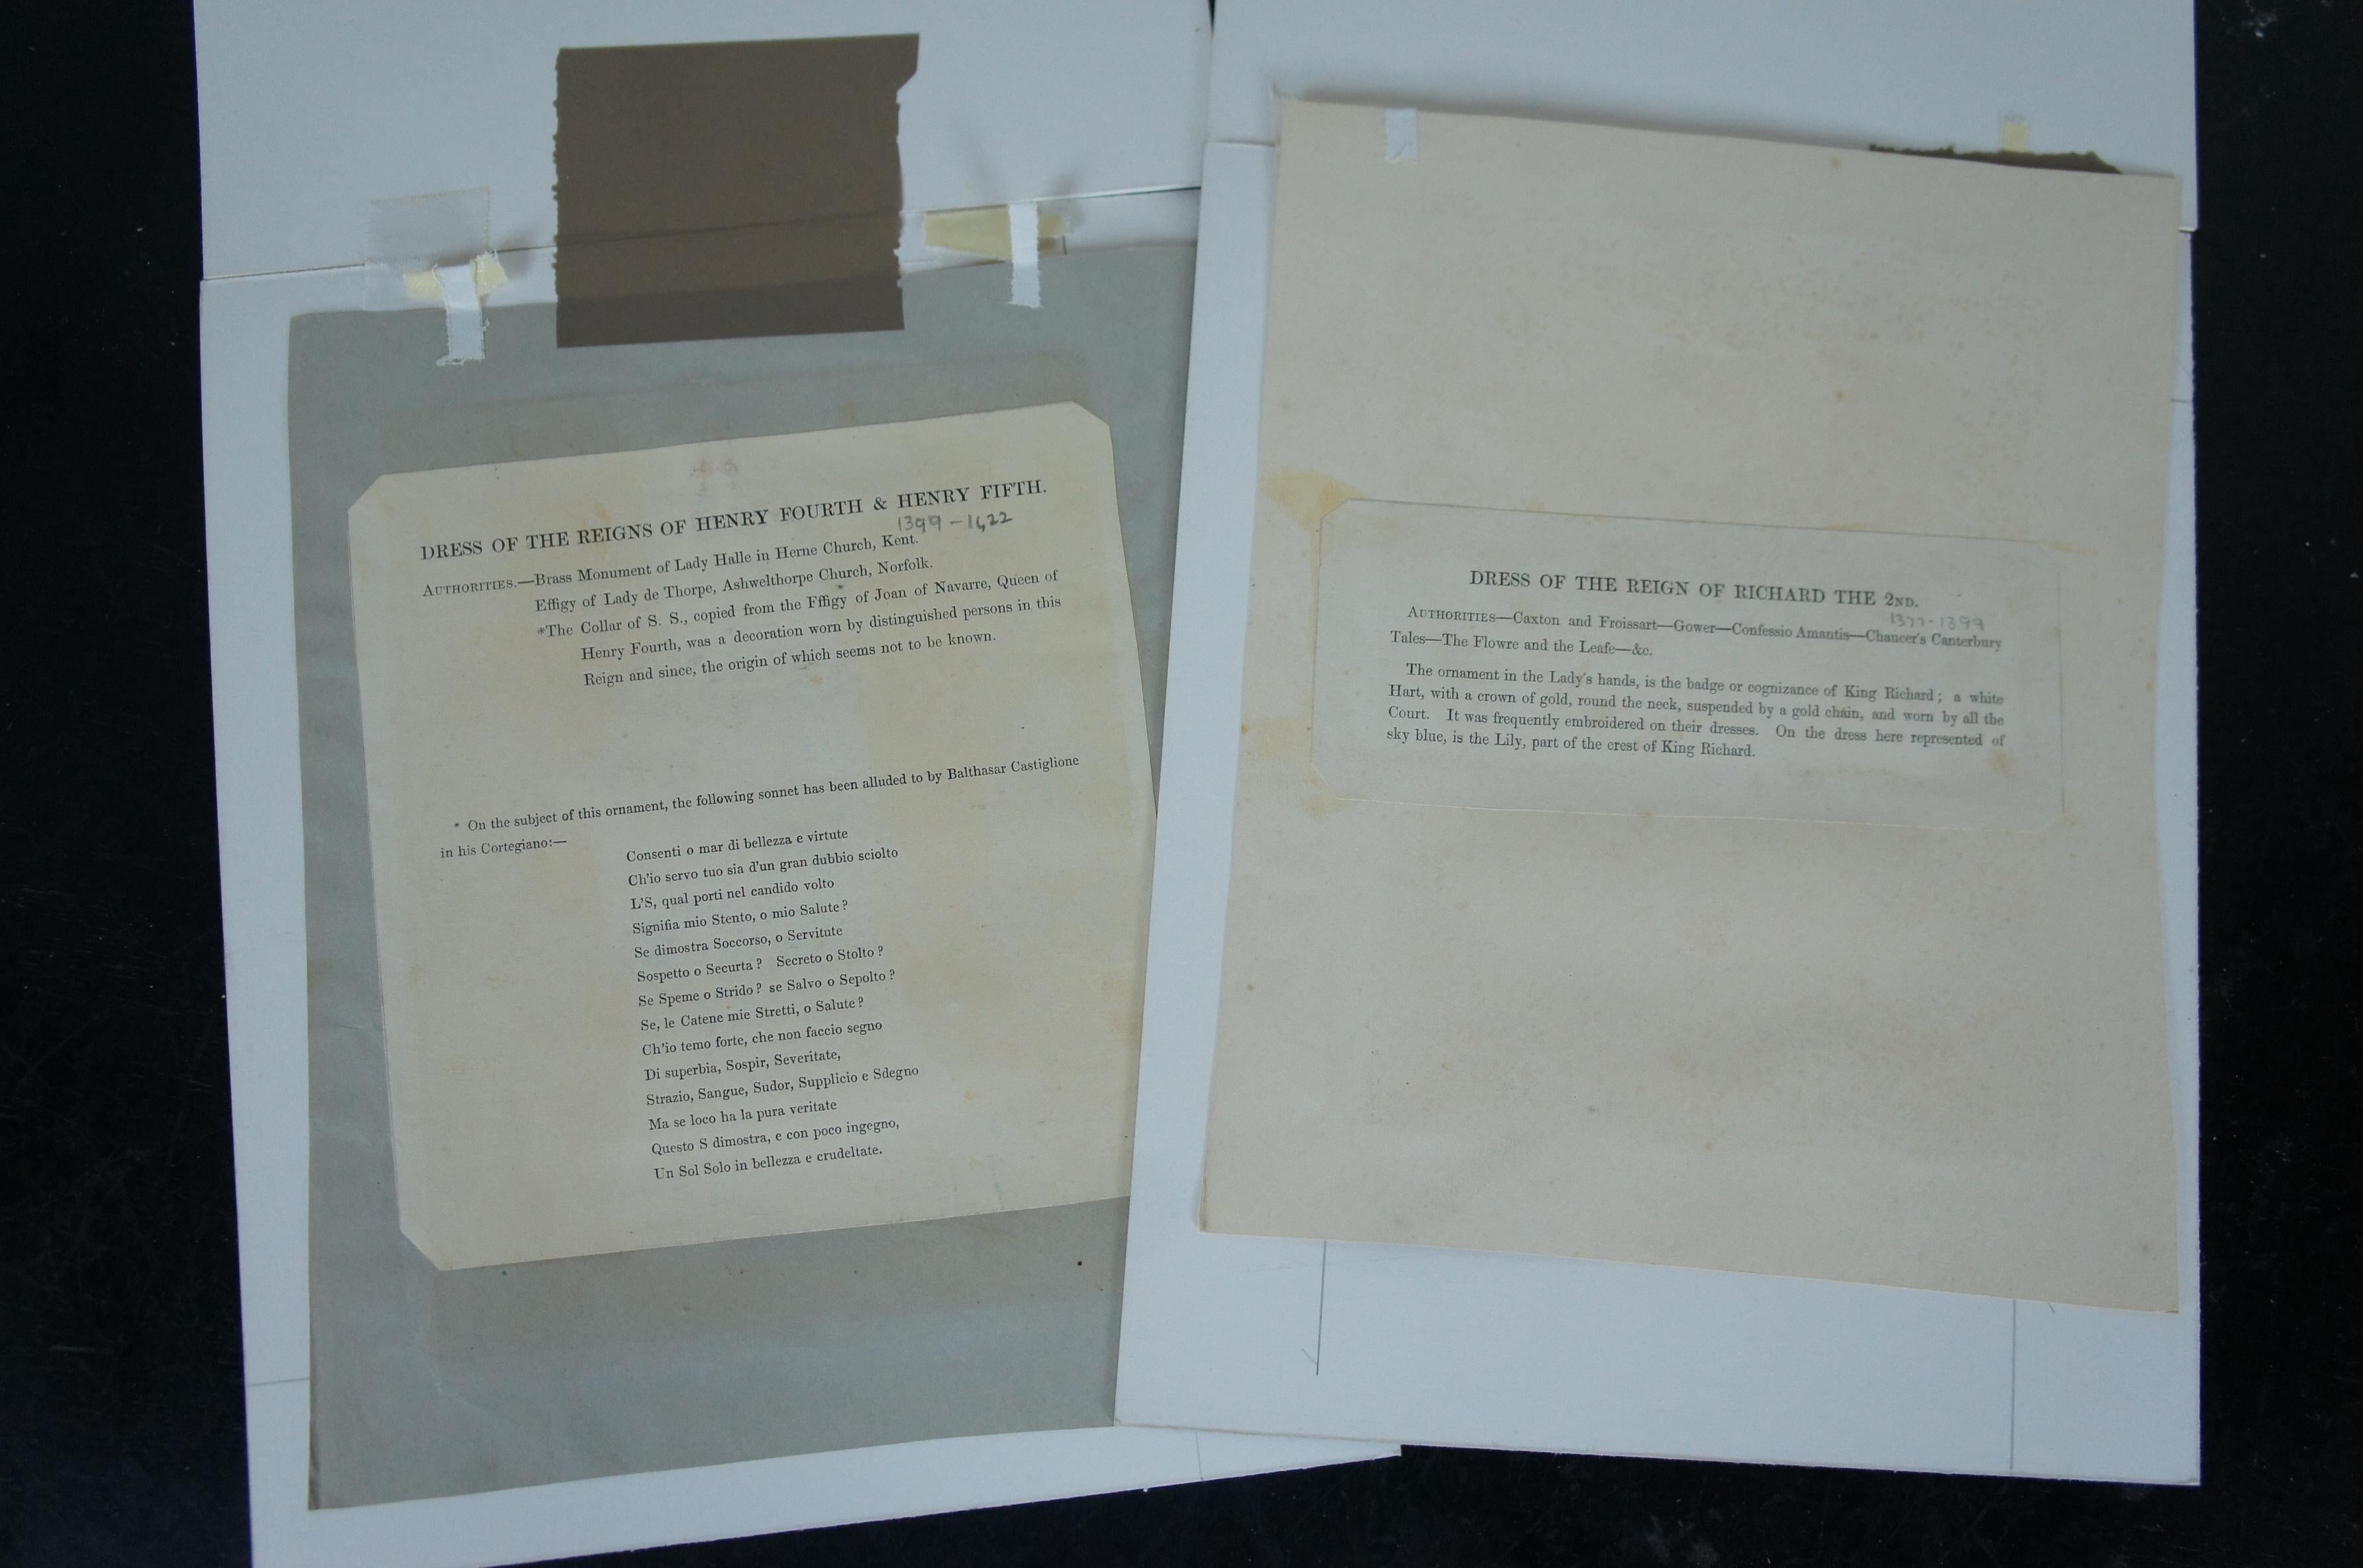 DRESS OF THE REIGNS OF HENRY FOURTH & HENRY FIFTH.
1399-1422
AUTHORITIES.—Brass Monument of Lady Halle in Herne Church, Kent.
Effigy of Lady de Thorpe, Ashwelthorpe Church, Norfolk.
*The Collar of S. S., copied from the Fffigy of Joan of Navarre, Queen of
Henry Fourth, was a decoration worn by distinguished persons in this
Reign and since, the origin of which seems not to be known.
* On the subject of this ornament, the following sonnet has been alluded to by Balthasar Castiglione
in his Cortegiano:—
Consenti o mar di bellezza e virtute
Ch'io servo tuo sia d'un gran dubbio sciolto
L'S, qual porti nel candido volto
Signifia mio Stento, o mio Salute?
Se dimostra Soccorso, o Servitute
Sospetto o Securta? Secreto o Stolto?
Se Speme o Strido? se Salvo o Sepolto?
Se, le Catene mie Stretti, o Salute?
Ch'io temo forte, che non faccio segno
Di superbia, Sospir, Severitate,
Strazio, Sangue, Sudor, Supplicio e Sdegno
Ma se loco ha la pura veritate
Questo S dimostra, e con poco ingegno,
Un Sol Solo in bellezza e crudeltate.
DRESS OF THE REIGN OF RICHARD THE 2ND.
1377-1399
AUTHORITIES—Caxton and Froissart—Gower—Confessio Amantis—Chaucer's Canterbury
Tales—The Flowre and the Leafe—&c.
The ornament in the Lady's hands, is the badge or cognizance of King Richard; a white
Hart, with a crown of gold, round the neck, suspended by a gold chain, and worn by all the
Court. It was frequently embroidered on their dresses. On the dress here represented of
sky blue, is the Lily, part of the crest of King Richard.